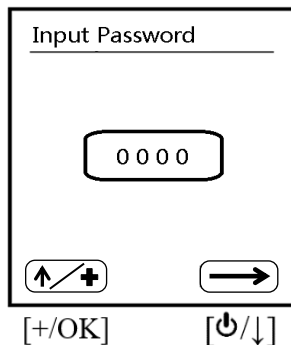 Input Password
0000
↑/+ →
[+/OK] [⏻/↓]